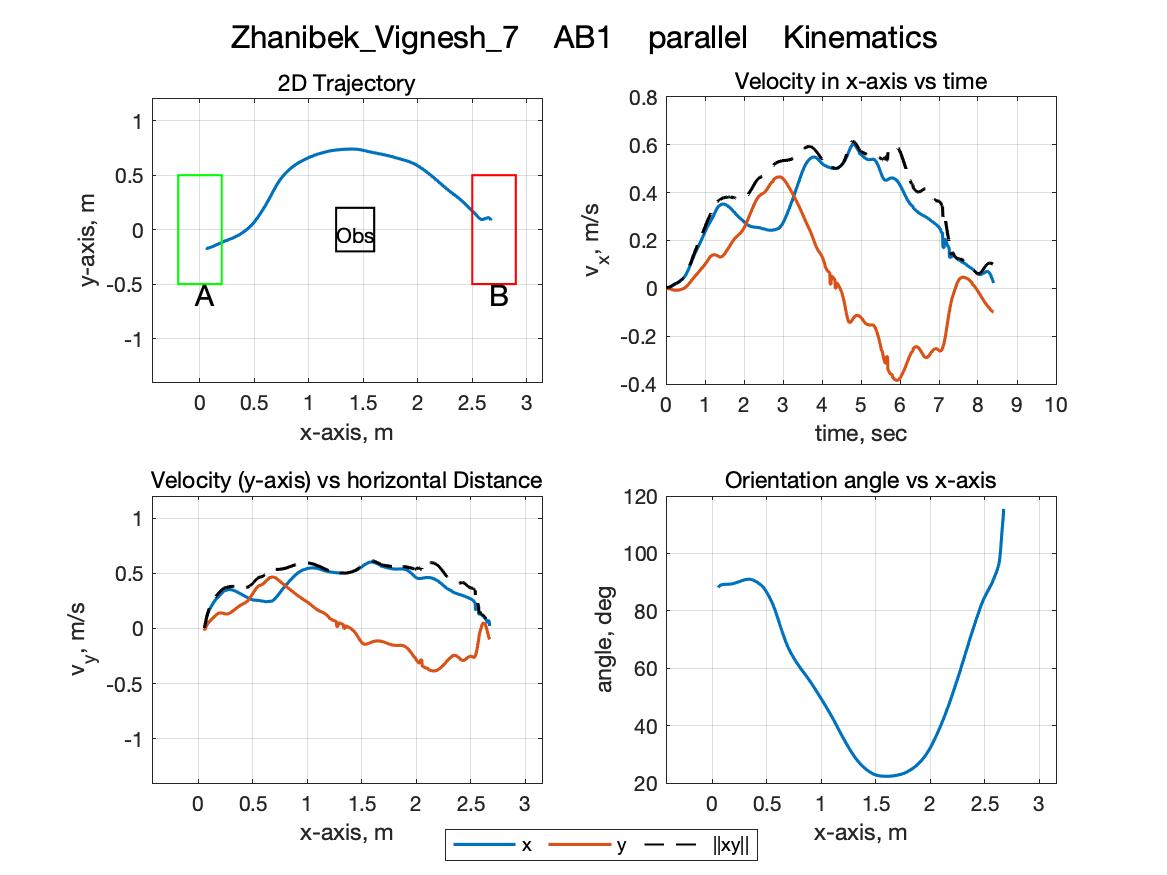 Zhanibek_Vignesh_7 AB1 parallel Kinematics
2D Trajectory
1
0.5
0
-0.5
-1
y-axis, m
Obs
A
B
0 0.5 1 1.5 2 2.5 3
x-axis, m
Velocity in x-axis vs time
0.8
0.6
0.4
0.2
0
-0.2
-0.4
v_x, m/s
0 1 2 3 4 5 6 7 8 9 10
time, sec
Velocity (y-axis) vs horizontal Distance
1
0.5
0
-0.5
-1
v_y, m/s
0 0.5 1 1.5 2 2.5 3
x-axis, m
Orientation angle vs x-axis
120
100
80
60
40
20
angle, deg
0 0.5 1 1.5 2 2.5 3
x-axis, m
x y ||xy||